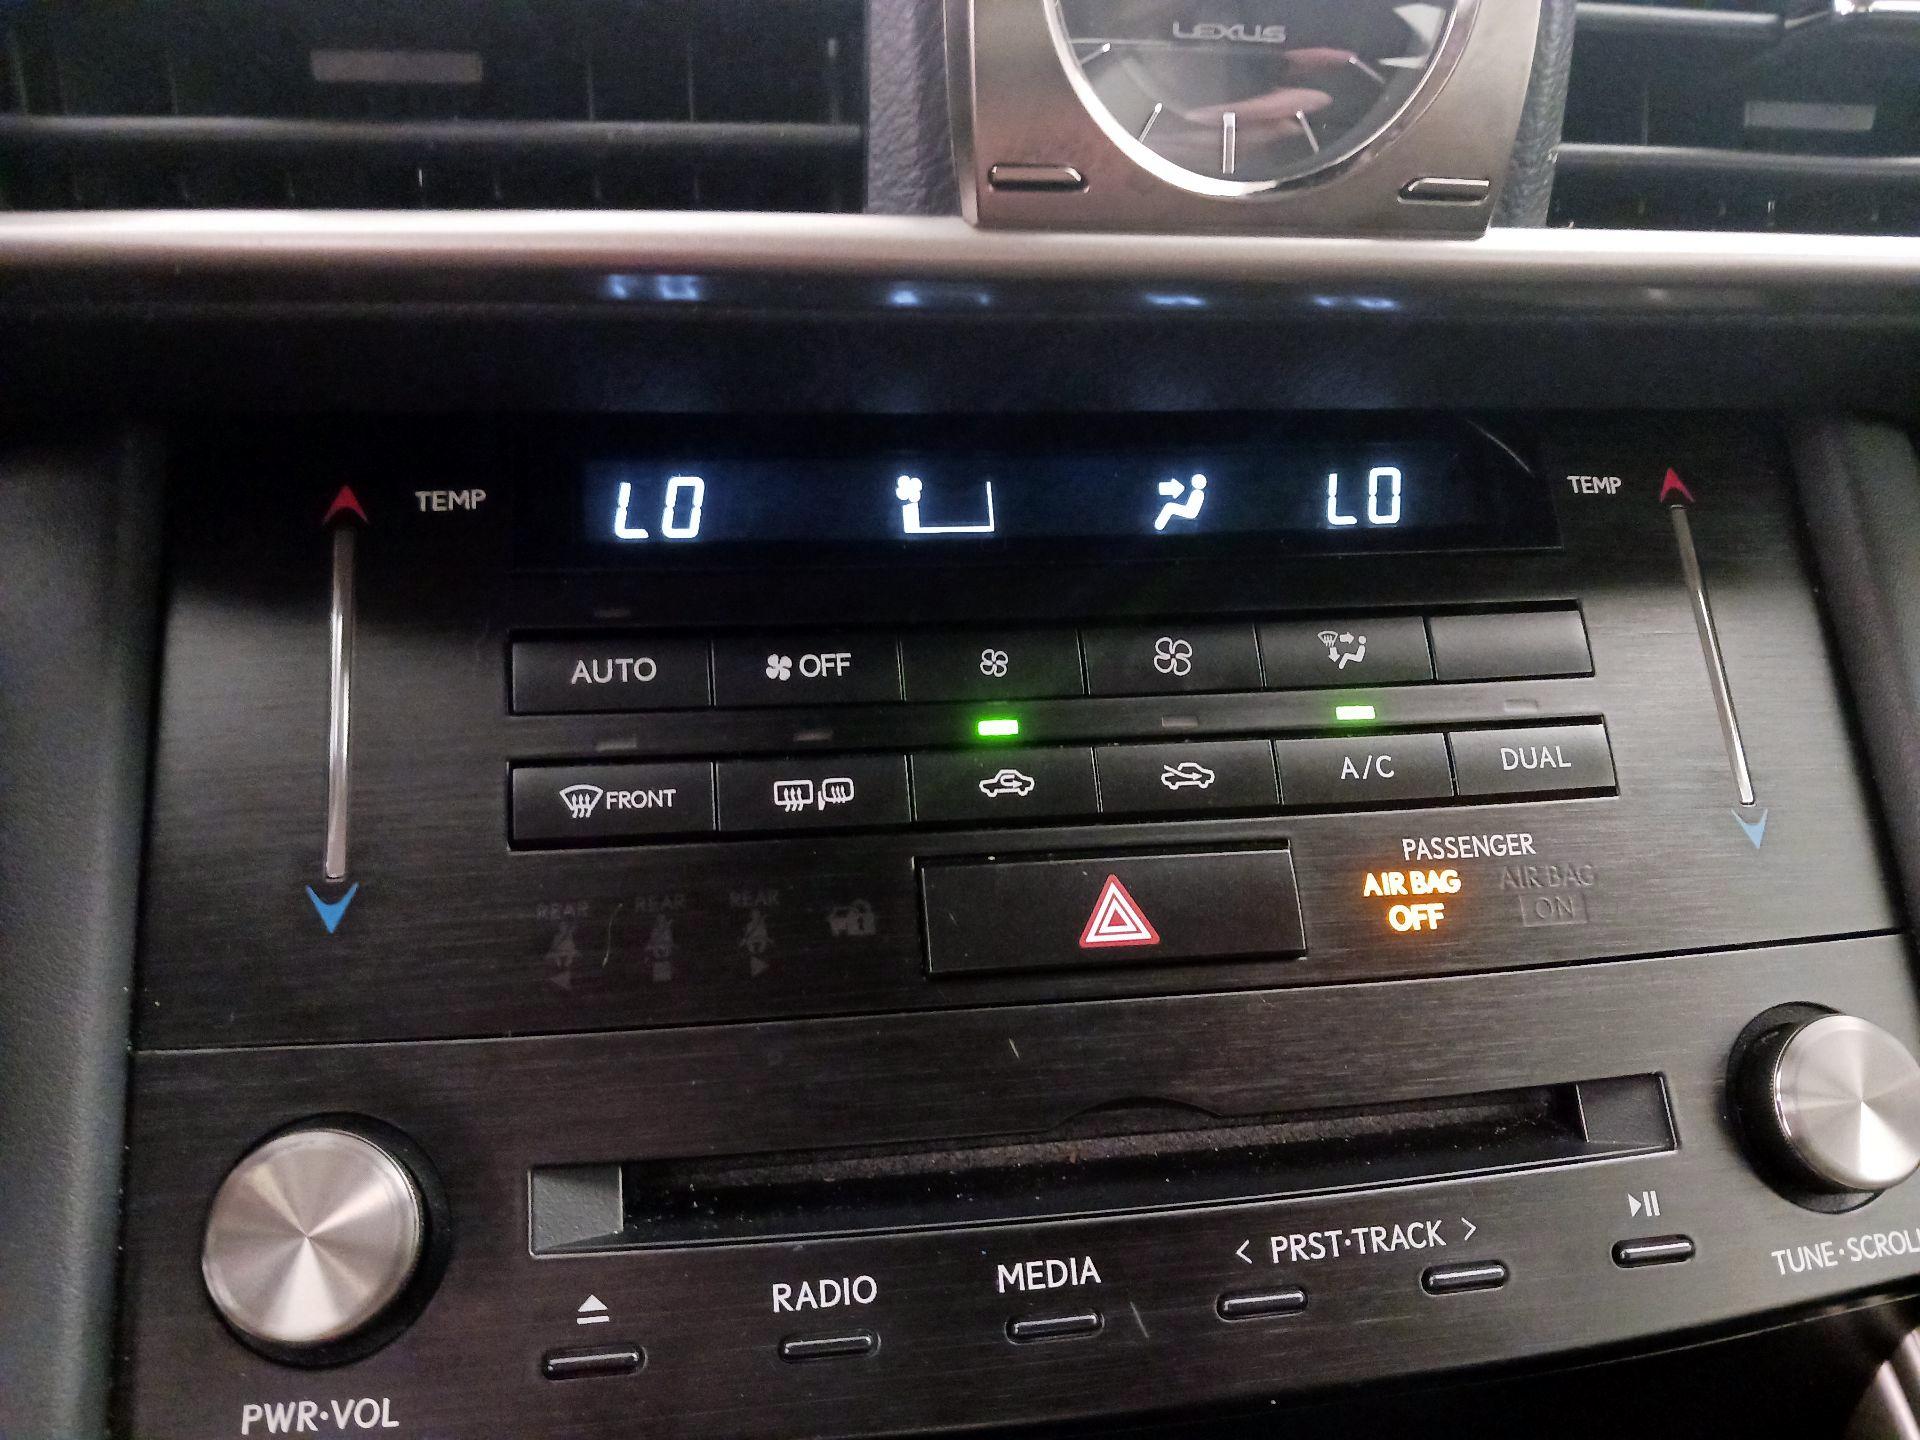 LEXUS
TEMP LO LO TEMP
AUTO OFF
FRONT A/C DUAL
PASSENGER
REAR REAR REAR AIR BAG OFF AIR BAG ON
RADIO MEDIA < PRST·TRACK >
PWR·VOL TUNE·SCROLL